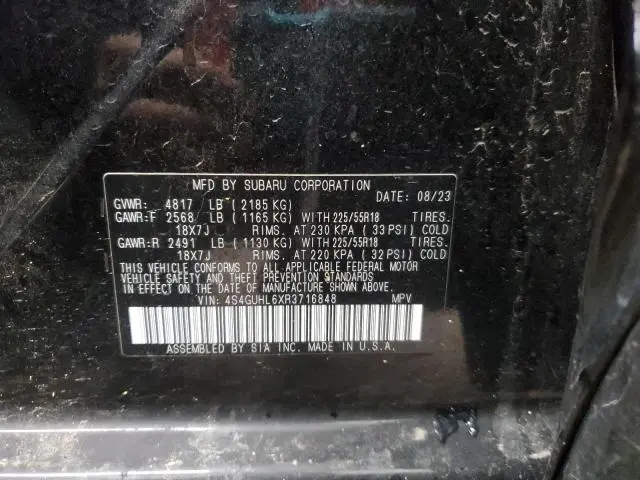 MFD BY SUBARU CORPORATION
DATE: 08/23
GVWR: 4817 LB (2185 KG)
GAWR:F 2568 LB (1165 KG) WITH 225/55R18 TIRES.
18X7J RIMS. AT 230 KPA (33 PSI) COLD
GAWR:R 2491 LB (1130 KG) WITH 225/55R18 TIRES.
18X7J RIMS. AT 220 KPA (32 PSI) COLD
THIS VEHICLE CONFORMS TO ALL APPLICABLE FEDERAL MOTOR
VEHICLE SAFETY AND THEFT PREVENTION STANDARDS
IN EFFECT ON THE DATE OF MANUFACTURE SHOWN ABOVE.
VIN: 4S4GUHL6XR3716848 MPV
ASSEMBLED BY SIA INC. MADE IN U.S.A.